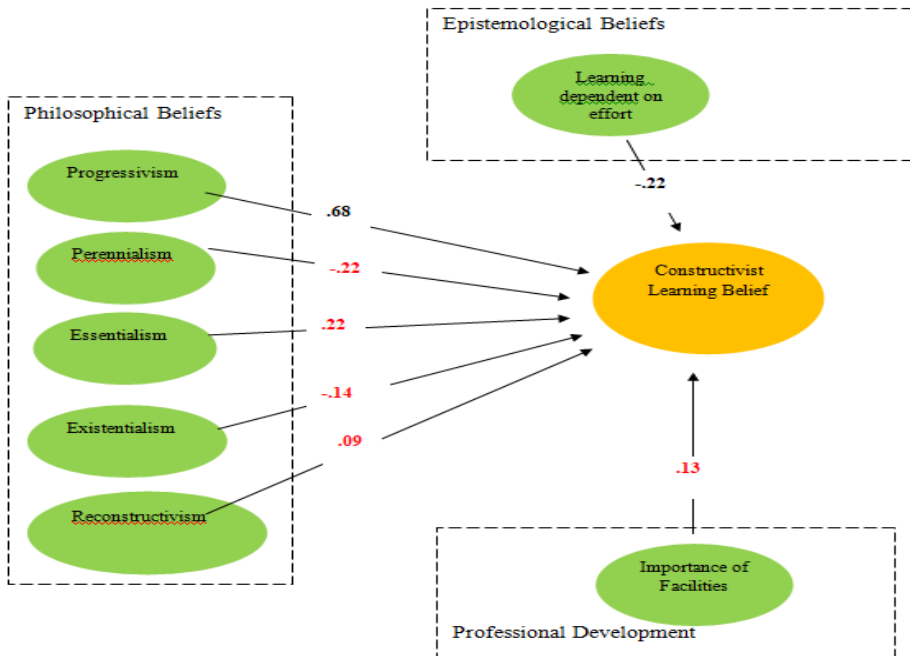 Epistemological Beliefs
Learning
dependent on
effort
-.22
Philosophical Beliefs
Progressivism
.68
Perennialism
-.22
Essentialism
.22
Existentialism
-.14
Reconstructivism
.09
Constructivist
Learning Belief
.13
Importance of
Facilities
Professional Development